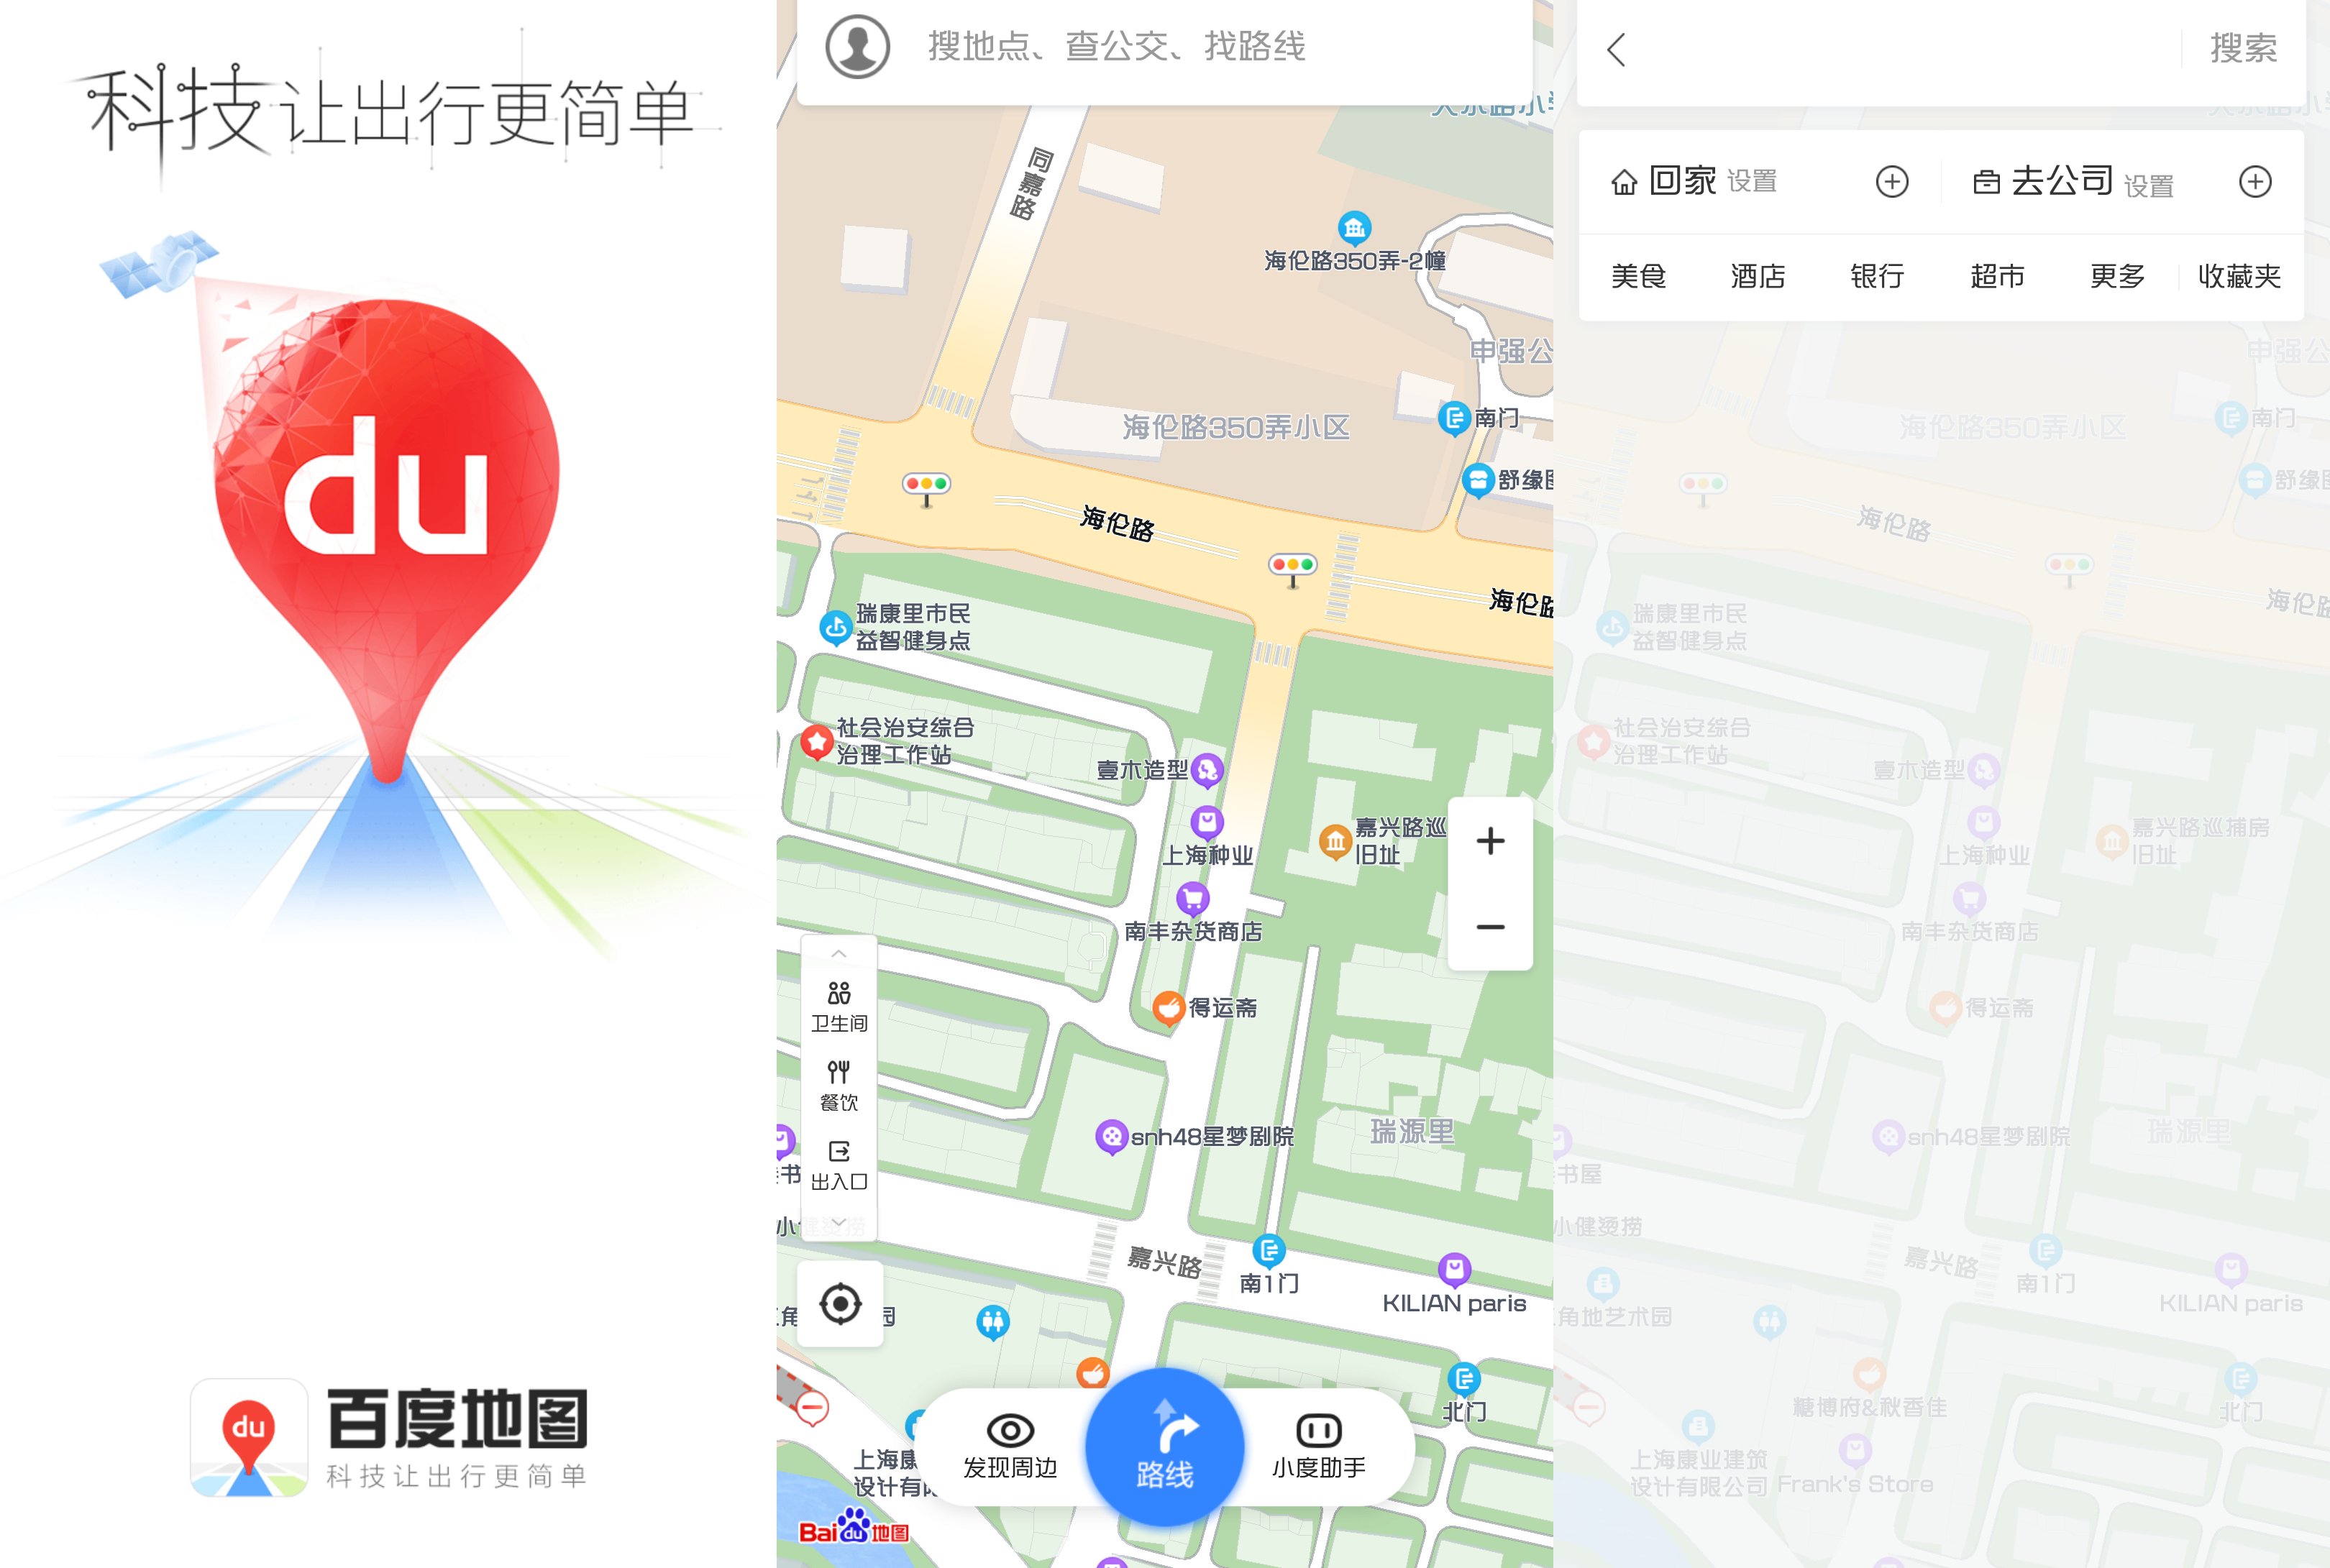 科技让出行更简单
du
du
百度地图
科技让出行更简单
搜地点、查公交、找路线
同嘉路
海伦路350弄-2幢
申强公
海伦路350弄小区
南门
舒缘
海伦路
海伦路
瑞康里市民
益智健身点
社会治安综合
治理工作站
壹木造型
上海种业
嘉兴路巡
旧址
南丰杂货商店
卫生间
得运斋
餐饮
snh48星梦剧院
瑞源里
出入口
书
小健烫捞
嘉兴路
南1门
KILIAN paris
角
园
北门
上海康
设计有限
发现周边
路线
小度助手
Bai du 地图
搜索
回家 设置
去公司 设置
美食 酒店 银行 超市 更多 收藏夹
申强公
海伦路350弄小区
南门
舒缘
海伦路
海伦路
瑞康里市民
益智健身点
社会治安综合
治理工作站
壹木造型
嘉兴路巡捕房
旧址
上海种业
南丰杂货商店
得运斋
snh48星梦剧院
瑞源里
书屋
小健烫捞
嘉兴路
南1门
KILIAN paris
角地艺术园
糖博府&秋香佳
北门
上海康业建筑
设计有限公司
Frank's Store